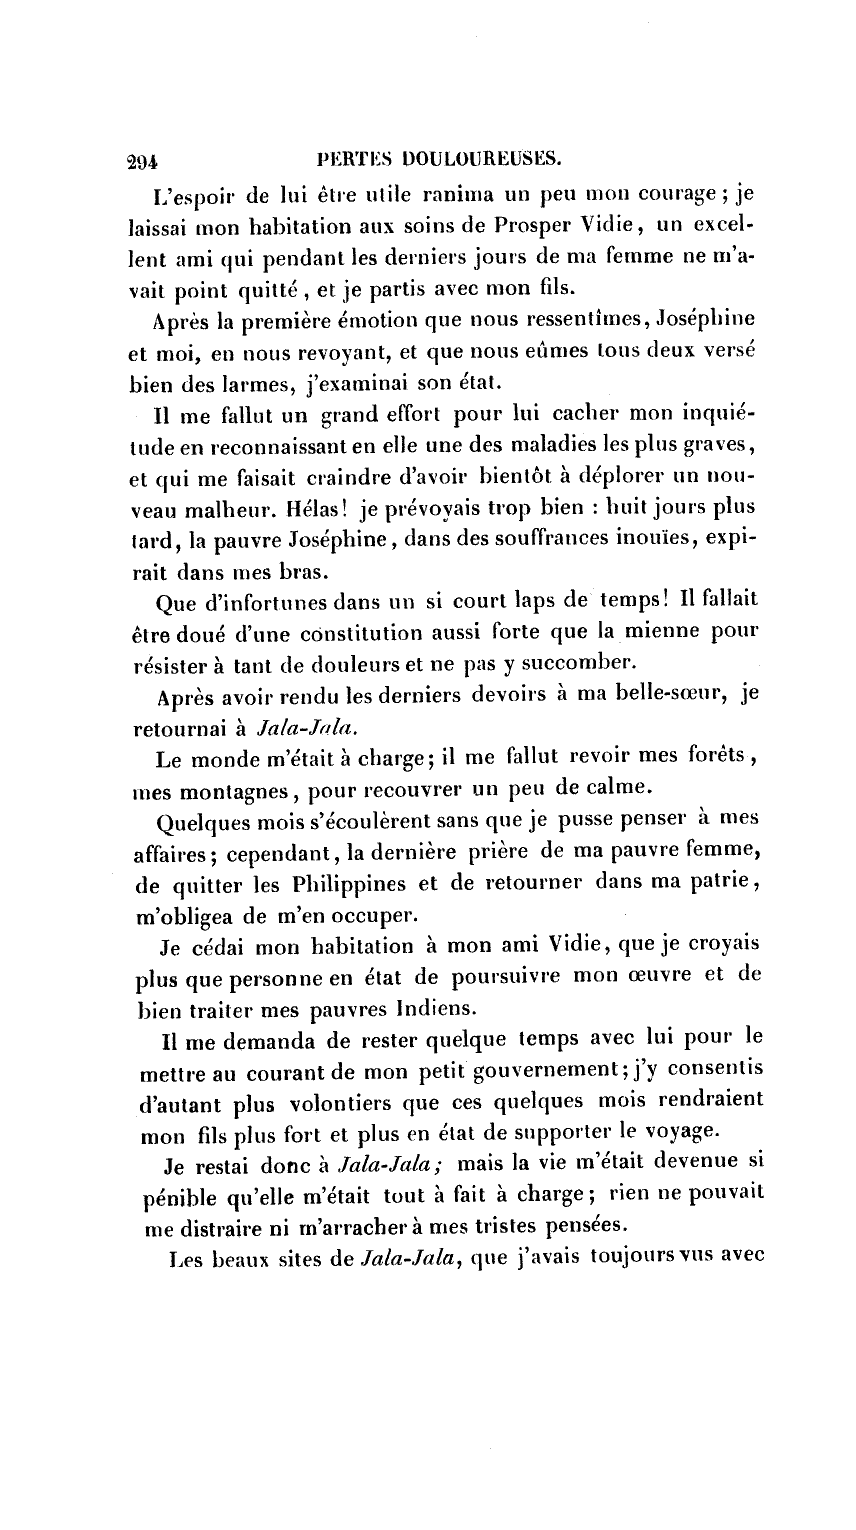 294 PERTES DOULOUREUSES.
L'espoir de lui être utile ranima un peu mon courage ; je
laissai mon habitation aux soins de Prosper Vidie, un excel-
lent ami qui pendant les derniers jours de ma femme ne m'a-
vait point quitté , et je partis avec mon fils.
Après la première émotion que nous ressentîmes, Joséphine
et moi, en nous revoyant, et que nous eûmes tous deux versé
bien des larmes, j'examinai son état.
Il me fallut un grand effort pour lui cacher mon inquié-
tude en reconnaissant en elle une des maladies les plus graves,
et qui me faisait craindre d'avoir bientôt à déplorer un nou-
veau malheur. Hélas! je prévoyais trop bien : huit jours plus
tard, la pauvre Joséphine , dans des souffrances inouïes, expi-
rait dans mes bras.
Que d'infortunes dans un si court laps de temps! Il fallait
être doué d'une constitution aussi forte que la mienne pour
résister à tant de douleurs et ne pas y succomber.
Après avoir rendu les derniers devoirs à ma belle-sœur, je
retournai à Jala-Jala.
Le monde m'était à charge; il me fallut revoir mes forêts ,
mes montagnes , pour recouvrer un peu de calme.
Quelques mois s'écoulèrent sans que je pusse penser à mes
affaires ; cependant, la dernière prière de ma pauvre femme,
de quitter les Philippines et de retourner dans ma patrie ,
m'obligea de m'en occuper.
Je cédai mon habitation à mon ami Vidie, que je croyais
plus que personne en état de poursuivre mon œuvre et de
bien traiter mes pauvres Indiens.
Il me demanda de rester quelque temps avec lui pour le
mettre au courant de mon petit gouvernement ; j'y consentis
d'autant plus volontiers que ces quelques mois rendraient
mon fils plus fort et plus en état de supporter le voyage.
Je restai donc à Jala-Jala ; mais la vie m'était devenue si
pénible qu'elle m'était tout à fait à charge ; rien ne pouvait
me distraire ni m'arracher à mes tristes pensées.
Les beaux sites de Jala-Jala, que j'avais toujours vus avec